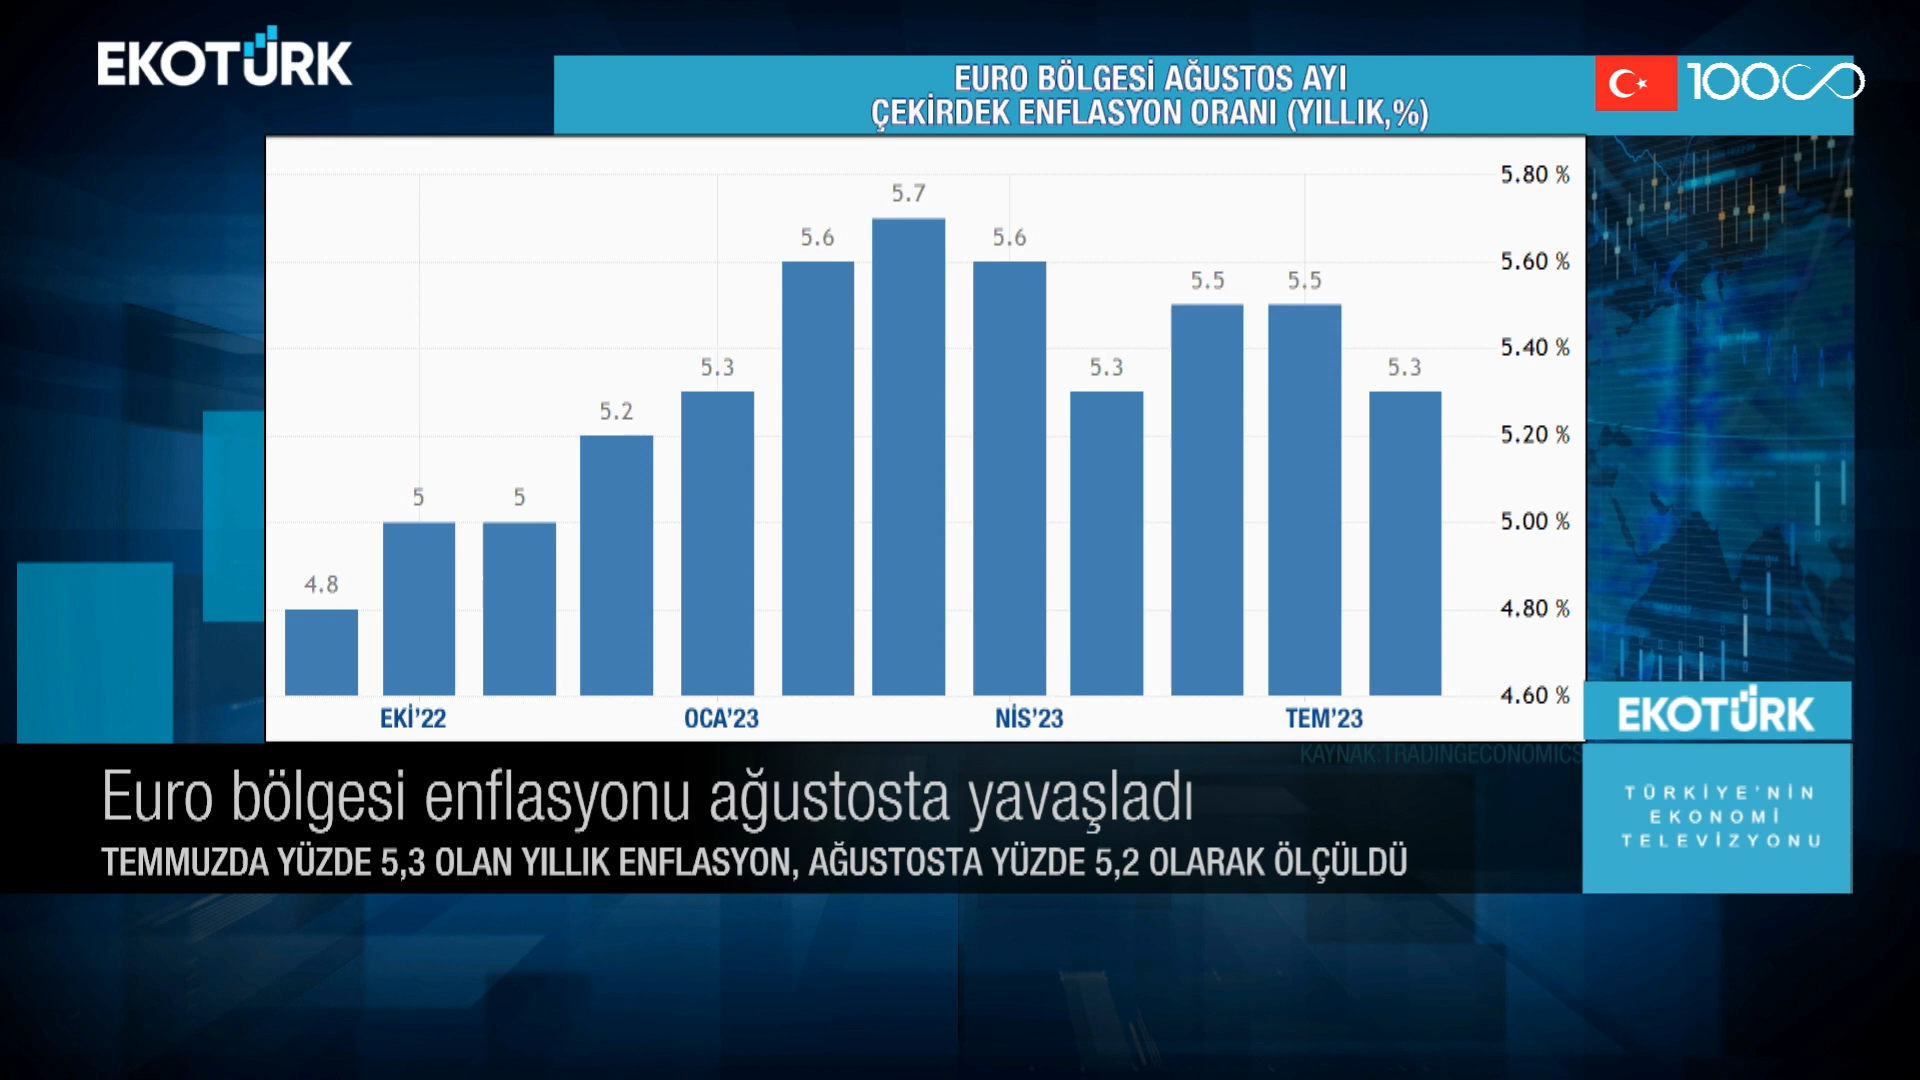 EKOTÜRK
EURO BÖLGESİ AĞUSTOS AYI
ÇEKİRDEK ENFLASYON ORANI (YILLIK,%)
100
5.80 %
5.60 %
5.40 %
5.20 %
5.00 %
4.80 %
4.60 %
4.8
5
5
5.2
5.3
5.6
5.7
5.6
5.3
5.5
5.5
5.3
EKİ'22
OCA'23
NİS'23
TEM'23
KAYNAK:TRADINGECONOMICS
EKOTÜRK
TÜRKİYE'NİN
EKONOMİ
TELEVİZYONU
Euro bölgesi enflasyonu ağustosta yavaşladı
TEMMUZDA YÜZDE 5,3 OLAN YILLIK ENFLASYON, AĞUSTOSTA YÜZDE 5,2 OLARAK ÖLÇÜLDÜ